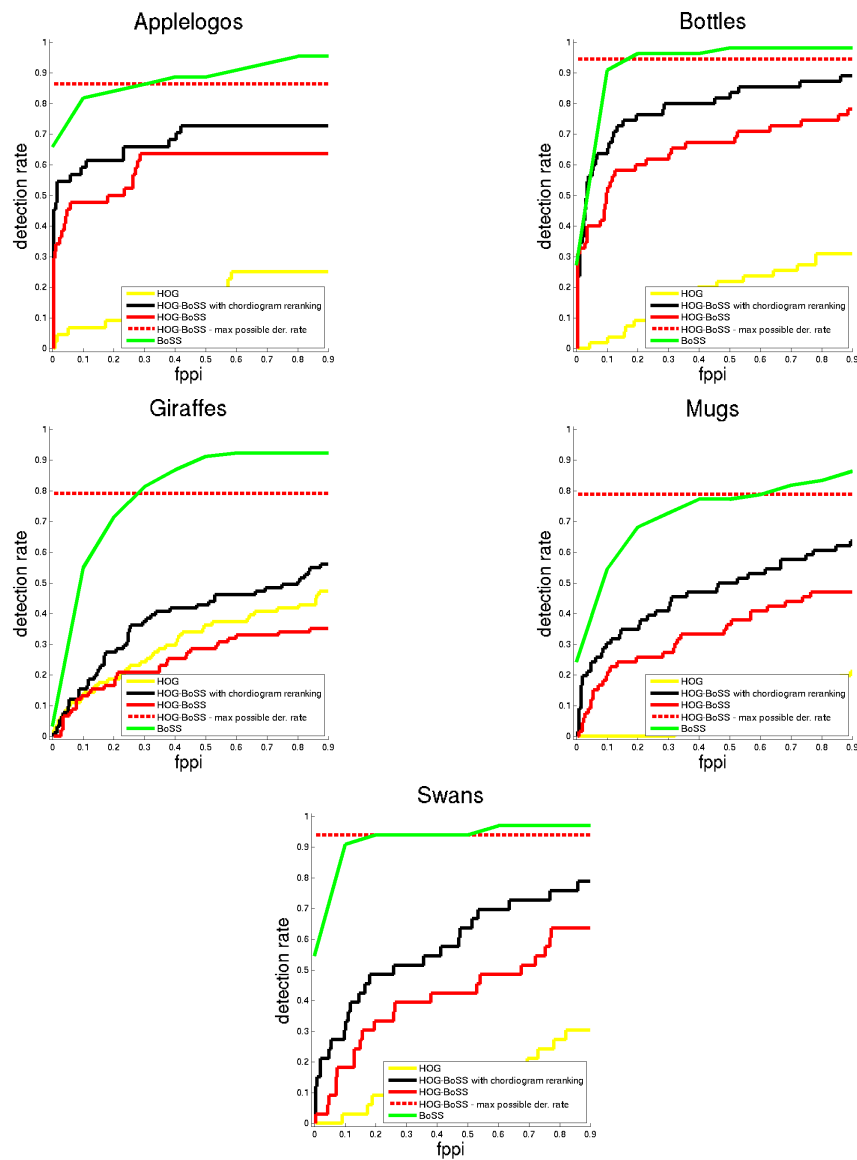 Applelogos
1
0.9
0.8
0.7
0.6
0.5
0.4
0.3
0.2
0.1
0
detection rate
HOG
HOG-BoSS with chordiogram reranking
HOG-BoSS
HOG-BoSS - max possible der. rate
BoSS
0 0.1 0.2 0.3 0.4 0.5 0.6 0.7 0.8 0.9
fppi
Bottles
1
0.9
0.8
0.7
0.6
0.5
0.4
0.3
0.2
0.1
0
detection rate
HOG
HOG-BoSS with chordiogram reranking
HOG-BoSS
HOG-BoSS - max possible der. rate
BoSS
0 0.1 0.2 0.3 0.4 0.5 0.6 0.7 0.8 0.9
fppi
Giraffes
1
0.9
0.8
0.7
0.6
0.5
0.4
0.3
0.2
0.1
0
detection rate
HOG
HOG-BoSS with chordiogram reranking
HOG-BoSS
HOG-BoSS - max possible der. rate
BoSS
0 0.1 0.2 0.3 0.4 0.5 0.6 0.7 0.8 0.9
fppi
Mugs
1
0.9
0.8
0.7
0.6
0.5
0.4
0.3
0.2
0.1
0
detection rate
HOG
HOG-BoSS with chordiogram reranking
HOG-BoSS
HOG-BoSS - max possible der. rate
BoSS
0 0.1 0.2 0.3 0.4 0.5 0.6 0.7 0.8 0.9
fppi
Swans
1
0.9
0.8
0.7
0.6
0.5
0.4
0.3
0.2
0.1
0
detection rate
HOG
HOG-BoSS with chordiogram reranking
HOG-BoSS
HOG-BoSS - max possible der. rate
BoSS
0 0.1 0.2 0.3 0.4 0.5 0.6 0.7 0.8 0.9
fppi